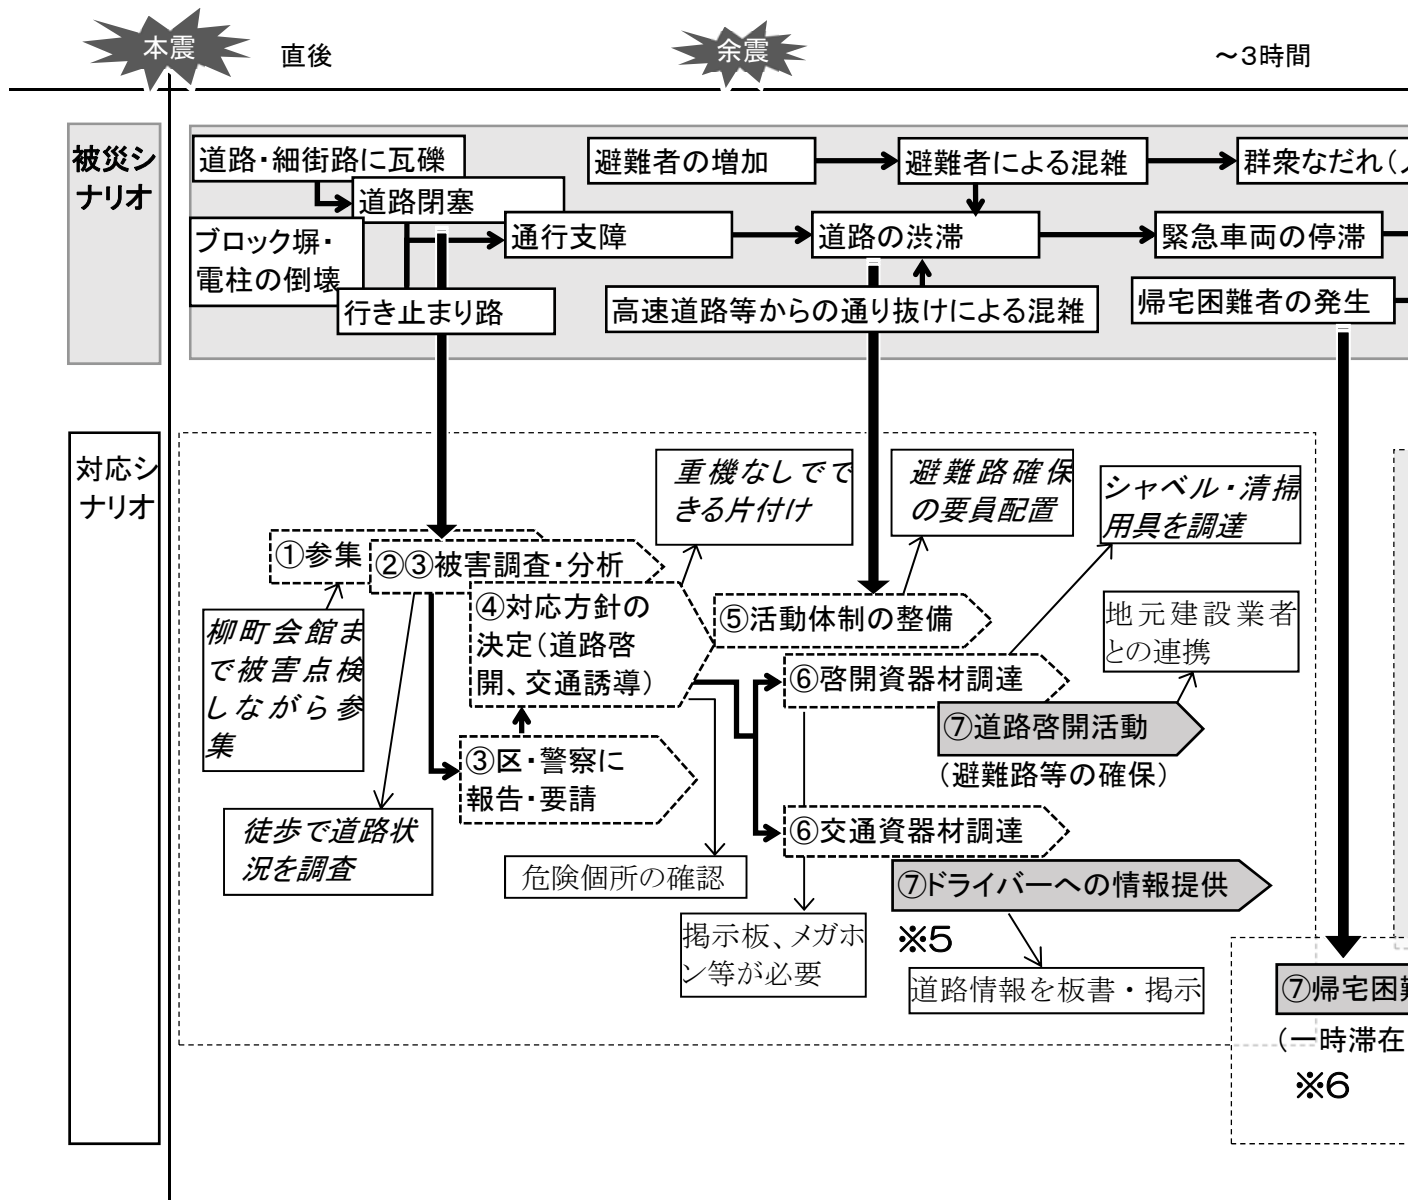 本震
直後
余震
～3時間
被災シ
ナリオ
道路・細街路に瓦礫
避難者の増加
避難者による混雑
群衆なだれ（
道路閉塞
ブロック塀・
電柱の倒壊
通行支障
道路の渋滞
緊急車両の停滞
行き止まり路
高速道路等からの通り抜けによる混雑
帰宅困難者の発生
対応シ
ナリオ
重機なしでで
きる片付け
避難路確保
の要員配置
シャベル・清掃
用具を調達
①参集
②③被害調査・分析
④対応方針の
決定（道路啓
開、交通誘導）
⑤活動体制の整備
地元建設業者
との連携
柳町会館ま
で被害点検
しながら参
集
⑥啓開資器材調達
⑦道路啓開活動
（避難路等の確保）
③区・警察に
報告・要請
徒歩で道路状
況を調査
⑥交通資器材調達
危険個所の確認
⑦ドライバーへの情報提供
※5
掲示板、メガホ
ン等が必要
道路情報を板書・掲示
⑦帰宅困
（一時滞在
※6